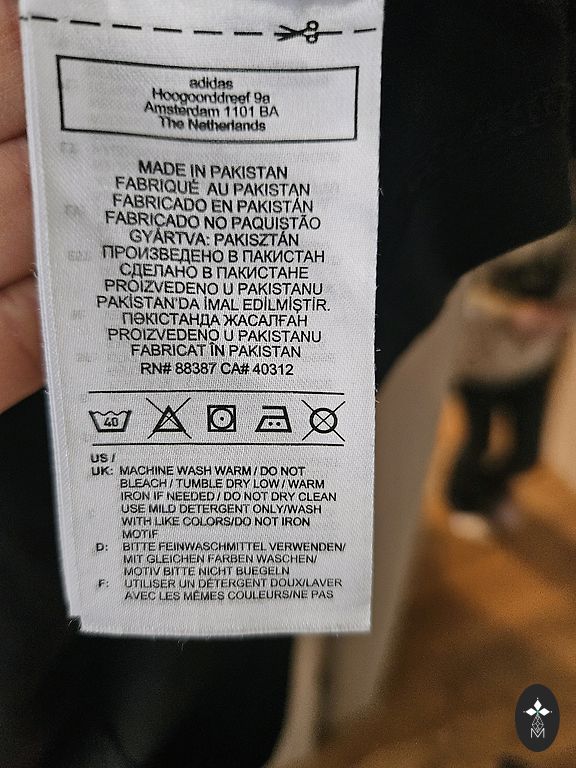 adidas
Hoogoorddreef 9a
Amsterdam 1101 BA
The Netherlands
MADE IN PAKISTAN
FABRIQUÉ AU PAKISTAN
FABRICADO EN PAKISTÁN
FABRICADO NO PAQUISTÃO
GYÁRTVA: PAKISZTÁN
ПРОИЗВЕДЕНО В ПАКИСТАН
СДЕЛАНО В ПАКИСТАНЕ
PROIZVEDENO U PAKISTANU
PAKİSTAN'DA İMAL EDİLMİŞTİR.
ПӘКІСТАНДА ЖАСАЛҒАН
PROIZVEDENO U PAKISTANU
FABRICAT ÎN PAKISTAN
RN# 88387 CA# 40312
40
US /
UK: MACHINE WASH WARM / DO NOT
BLEACH / TUMBLE DRY LOW / WARM
IRON IF NEEDED / DO NOT DRY CLEAN
USE MILD DETERGENT ONLY/WASH
WITH LIKE COLORS/DO NOT IRON
MOTIF
D: BITTE FEINWASCHMITTEL VERWENDEN/
MIT GLEICHEN FARBEN WASCHEN/
MOTIV BITTE NICHT BUEGELN
F: UTILISER UN DÉTERGENT DOUX/LAVER
AVEC LES MÊMES COULEURS/NE PAS